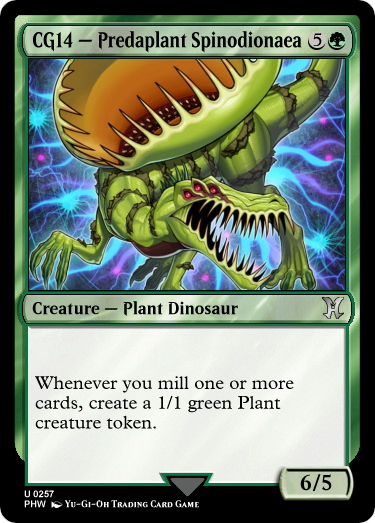 CG14 — Predaplant Spinodionaea 5
Creature — Plant Dinosaur
Whenever you mill one or more
cards, create a 1/1 green Plant
creature token.
6/5
U 0257
PHW Yu-Gi-Oh Trading Card Game